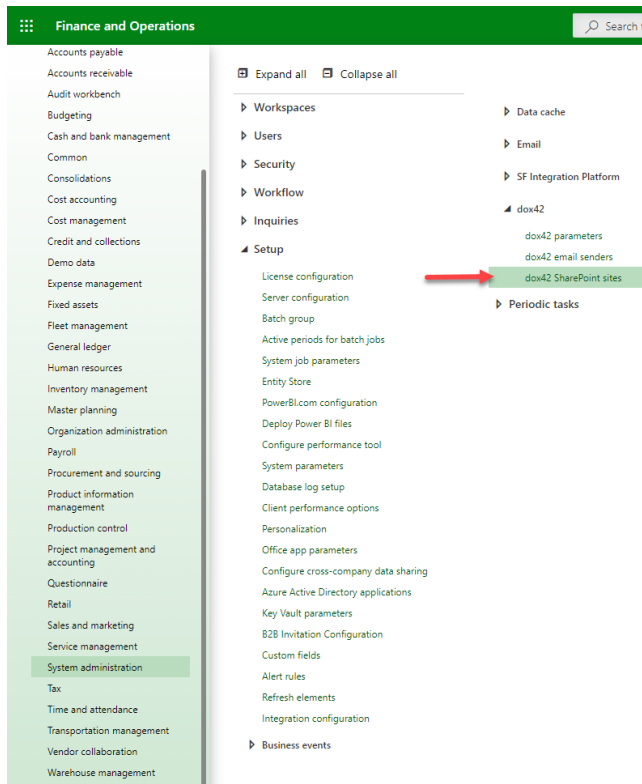 Finance and Operations
Search
Accounts payable
Accounts receivable
Audit workbench
Budgeting
Cash and bank management
Common
Consolidations
Cost accounting
Cost management
Credit and collections
Demo data
Expense management
Fixed assets
Fleet management
General ledger
Human resources
Inventory management
Master planning
Organization administration
Payroll
Procurement and sourcing
Product information
management
Production control
Project management and
accounting
Questionnaire
Retail
Sales and marketing
Service management
System administration
Tax
Time and attendance
Transportation management
Vendor collaboration
Warehouse management
Expand all
Collapse all
Workspaces
Users
Security
Workflow
Inquiries
Setup
License configuration
Server configuration
Batch group
Active periods for batch jobs
System job parameters
Entity Store
PowerBI.com configuration
Deploy Power BI files
Configure performance tool
System parameters
Database log setup
Client performance options
Personalization
Office app parameters
Configure cross-company data sharing
Azure Active Directory applications
Key Vault parameters
B2B Invitation Configuration
Custom fields
Alert rules
Refresh elements
Integration configuration
Business events
Data cache
Email
SF Integration Platform
dox42
dox42 parameters
dox42 email senders
dox42 SharePoint sites
Periodic tasks